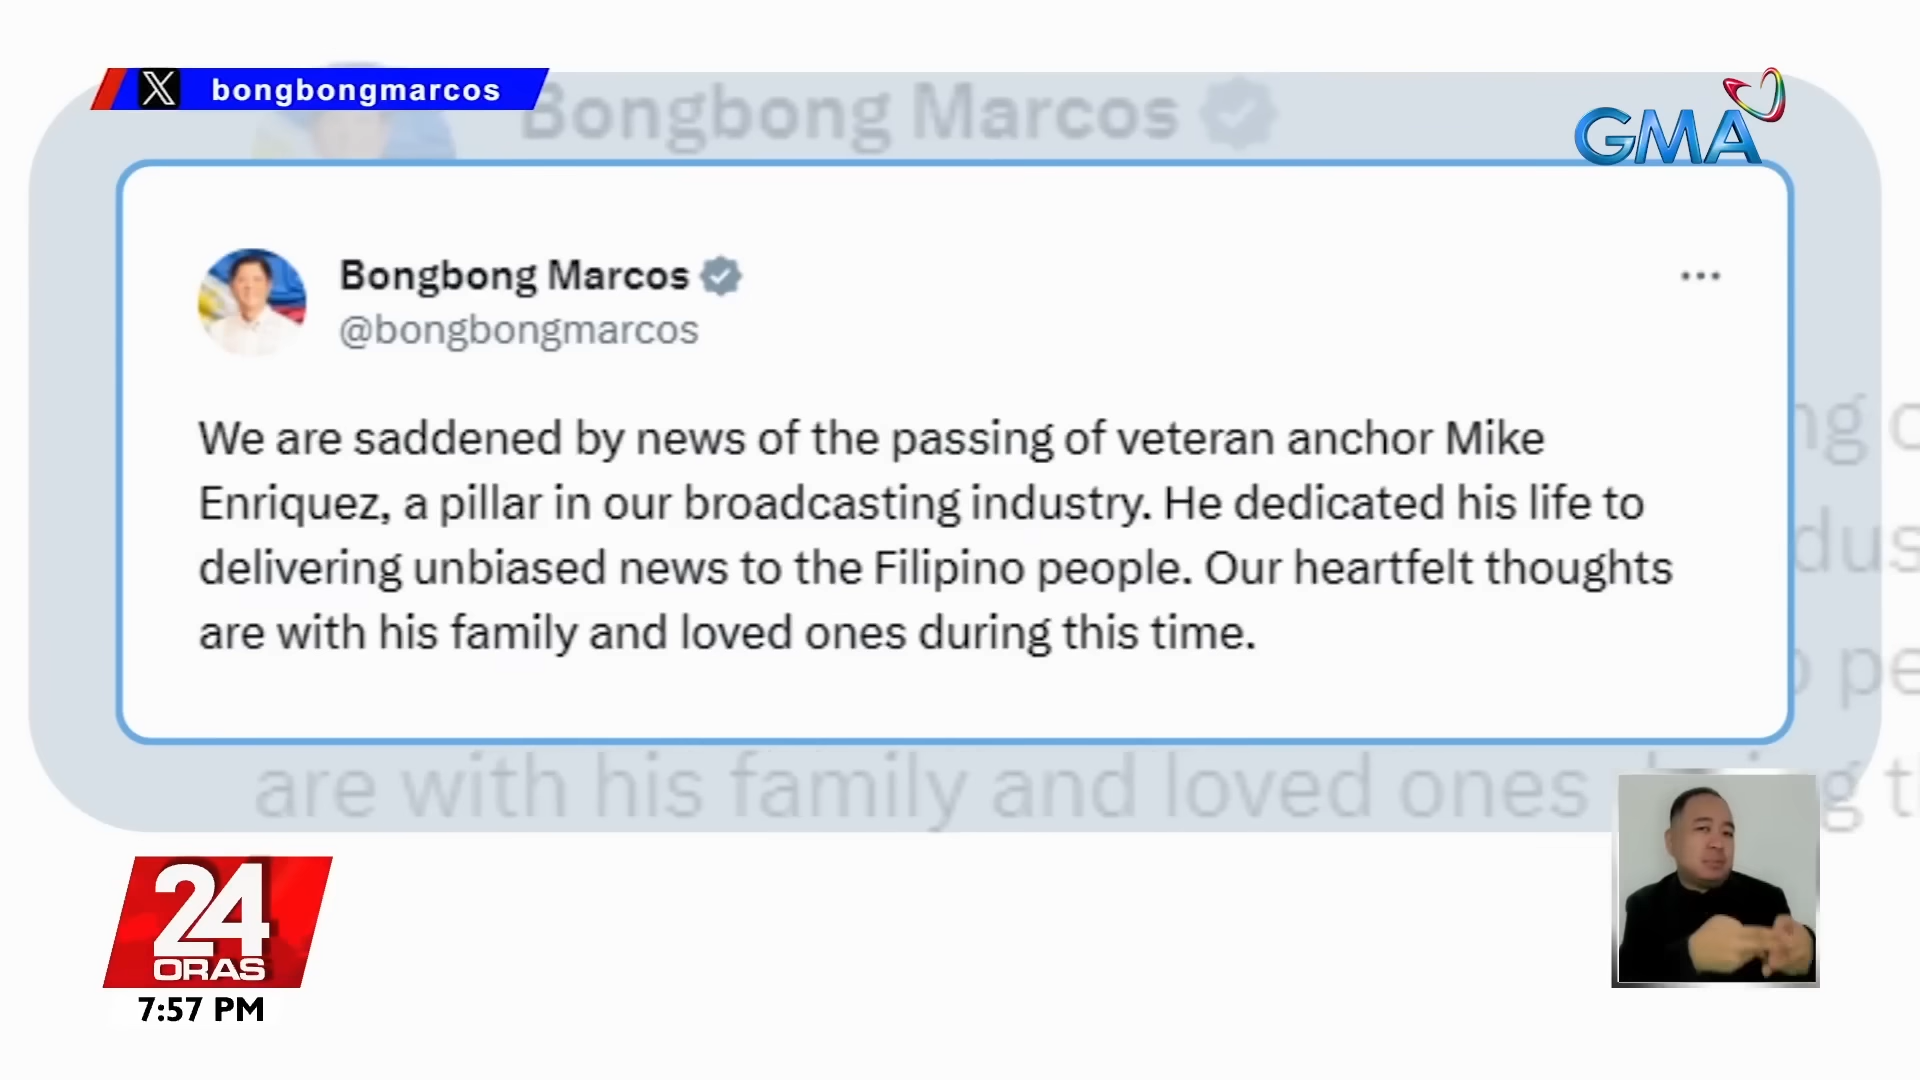 bongbongmarcos
Bongbong Marcos
GMA
Bongbong Marcos
@bongbongmarcos
We are saddened by news of the passing of veteran anchor Mike
Enriquez, a pillar in our broadcasting industry. He dedicated his life to
delivering unbiased news to the Filipino people. Our heartfelt thoughts
are with his family and loved ones during this time.
are with his family and loved ones
24
ORAS
7:57 PM